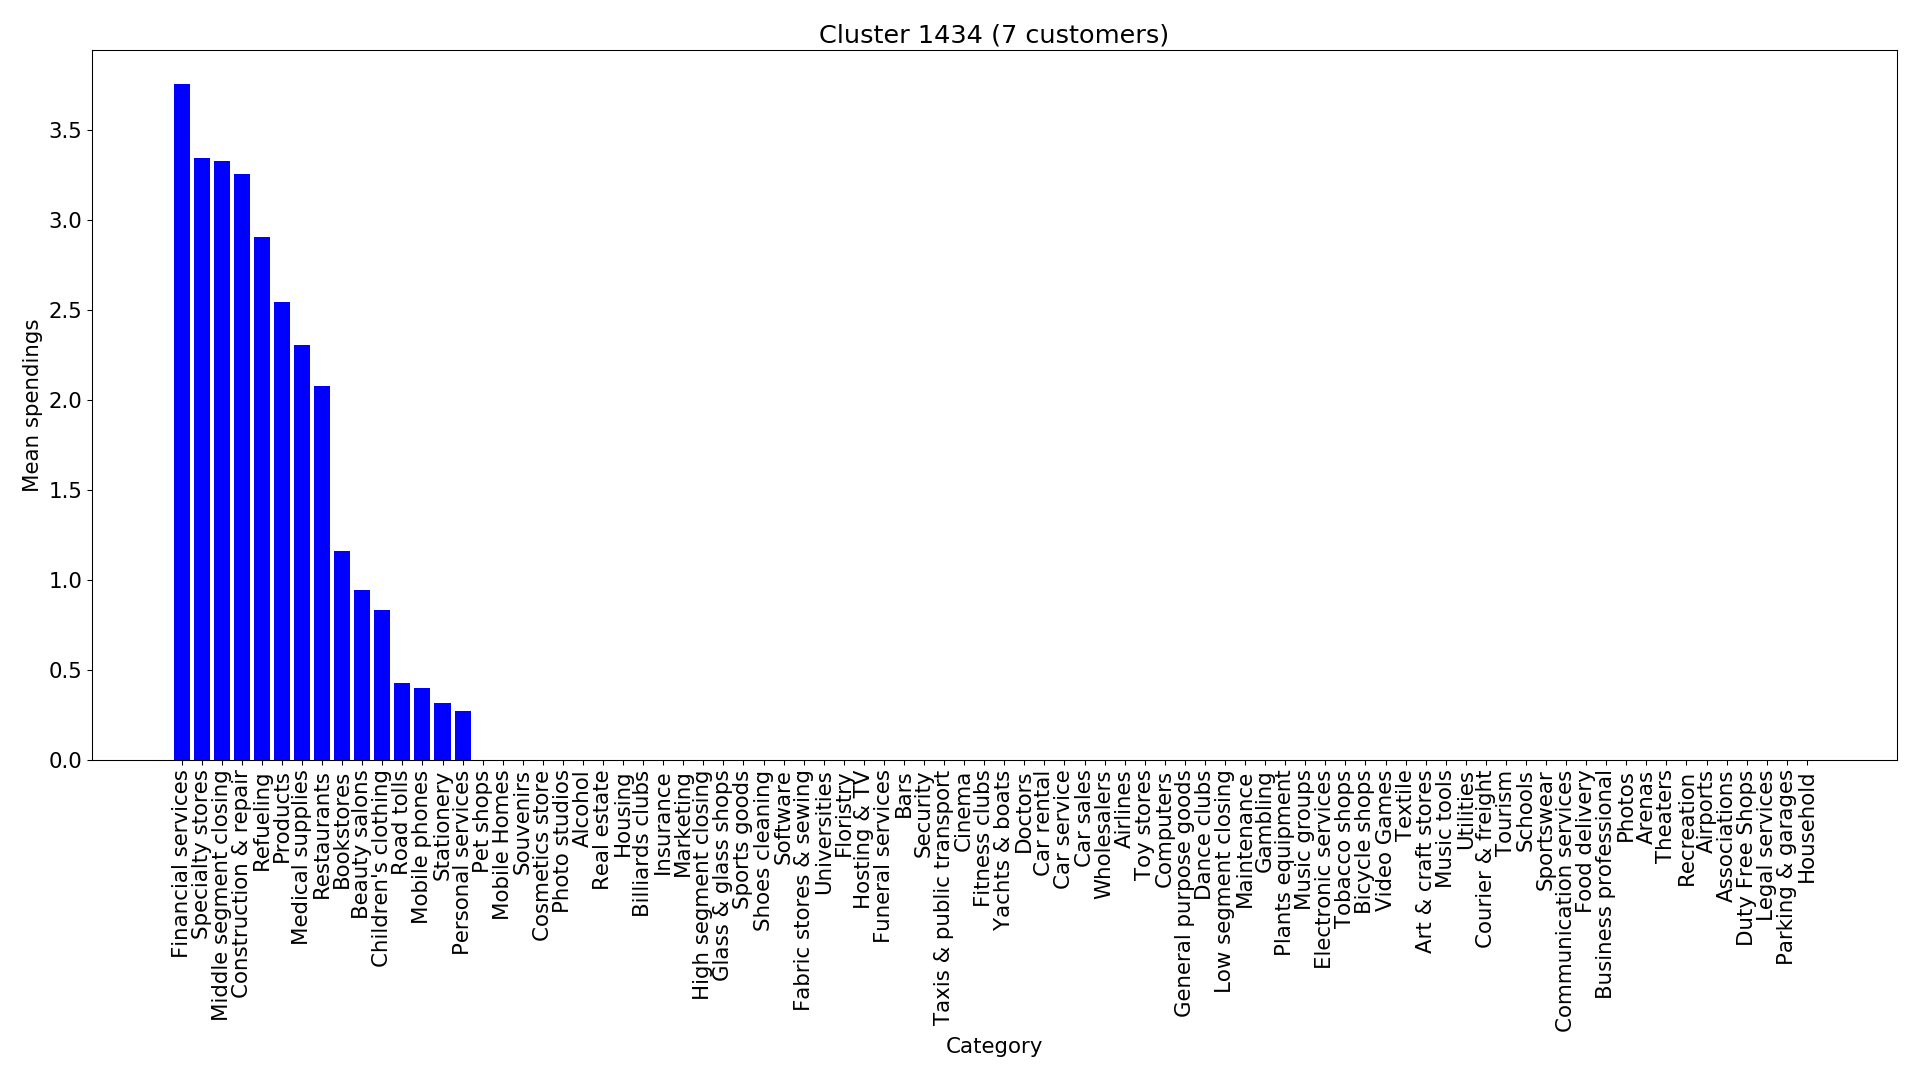 Cluster 1434 (7 customers)
Mean spendings
3.5
3.0
2.5
2.0
1.5
1.0
0.5
0.0
Financial services
Specialty stores
Middle segment closing
Construction & repair
Refueling
Products
Medical supplies
Restaurants
Bookstores
Beauty salons
Children's clothing
Road tolls
Mobile phones
Stationery
Personal services
Pet shops
Mobile Homes
Souvenirs
Cosmetics store
Photo studios
Alcohol
Real estate
Housing
Billiards clubs
Insurance
Marketing
High segment closing
Glass & glass shops
Sports goods
Shoes cleaning
Software
Fabric stores & sewing
Universities
Floristry
Hosting & TV
Funeral services
Bars
Security
Taxis & public transport
Cinema
Fitness clubs
Yachts & boats
Doctors
Car rental
Car service
Car sales
Wholesalers
Airlines
Toy stores
Computers
General purpose goods
Dance clubs
Low segment closing
Maintenance
Gambling
Plants equipment
Music groups
Electronic services
Tobacco shops
Bicycle shops
Video Games
Textile
Art & craft stores
Music tools
Utilities
Courier & freight
Tourism
Schools
Sportswear
Communication services
Food delivery
Business professional
Photos
Arenas
Theaters
Recreation
Airports
Associations
Duty Free Shops
Legal services
Parking & garages
Household
Category